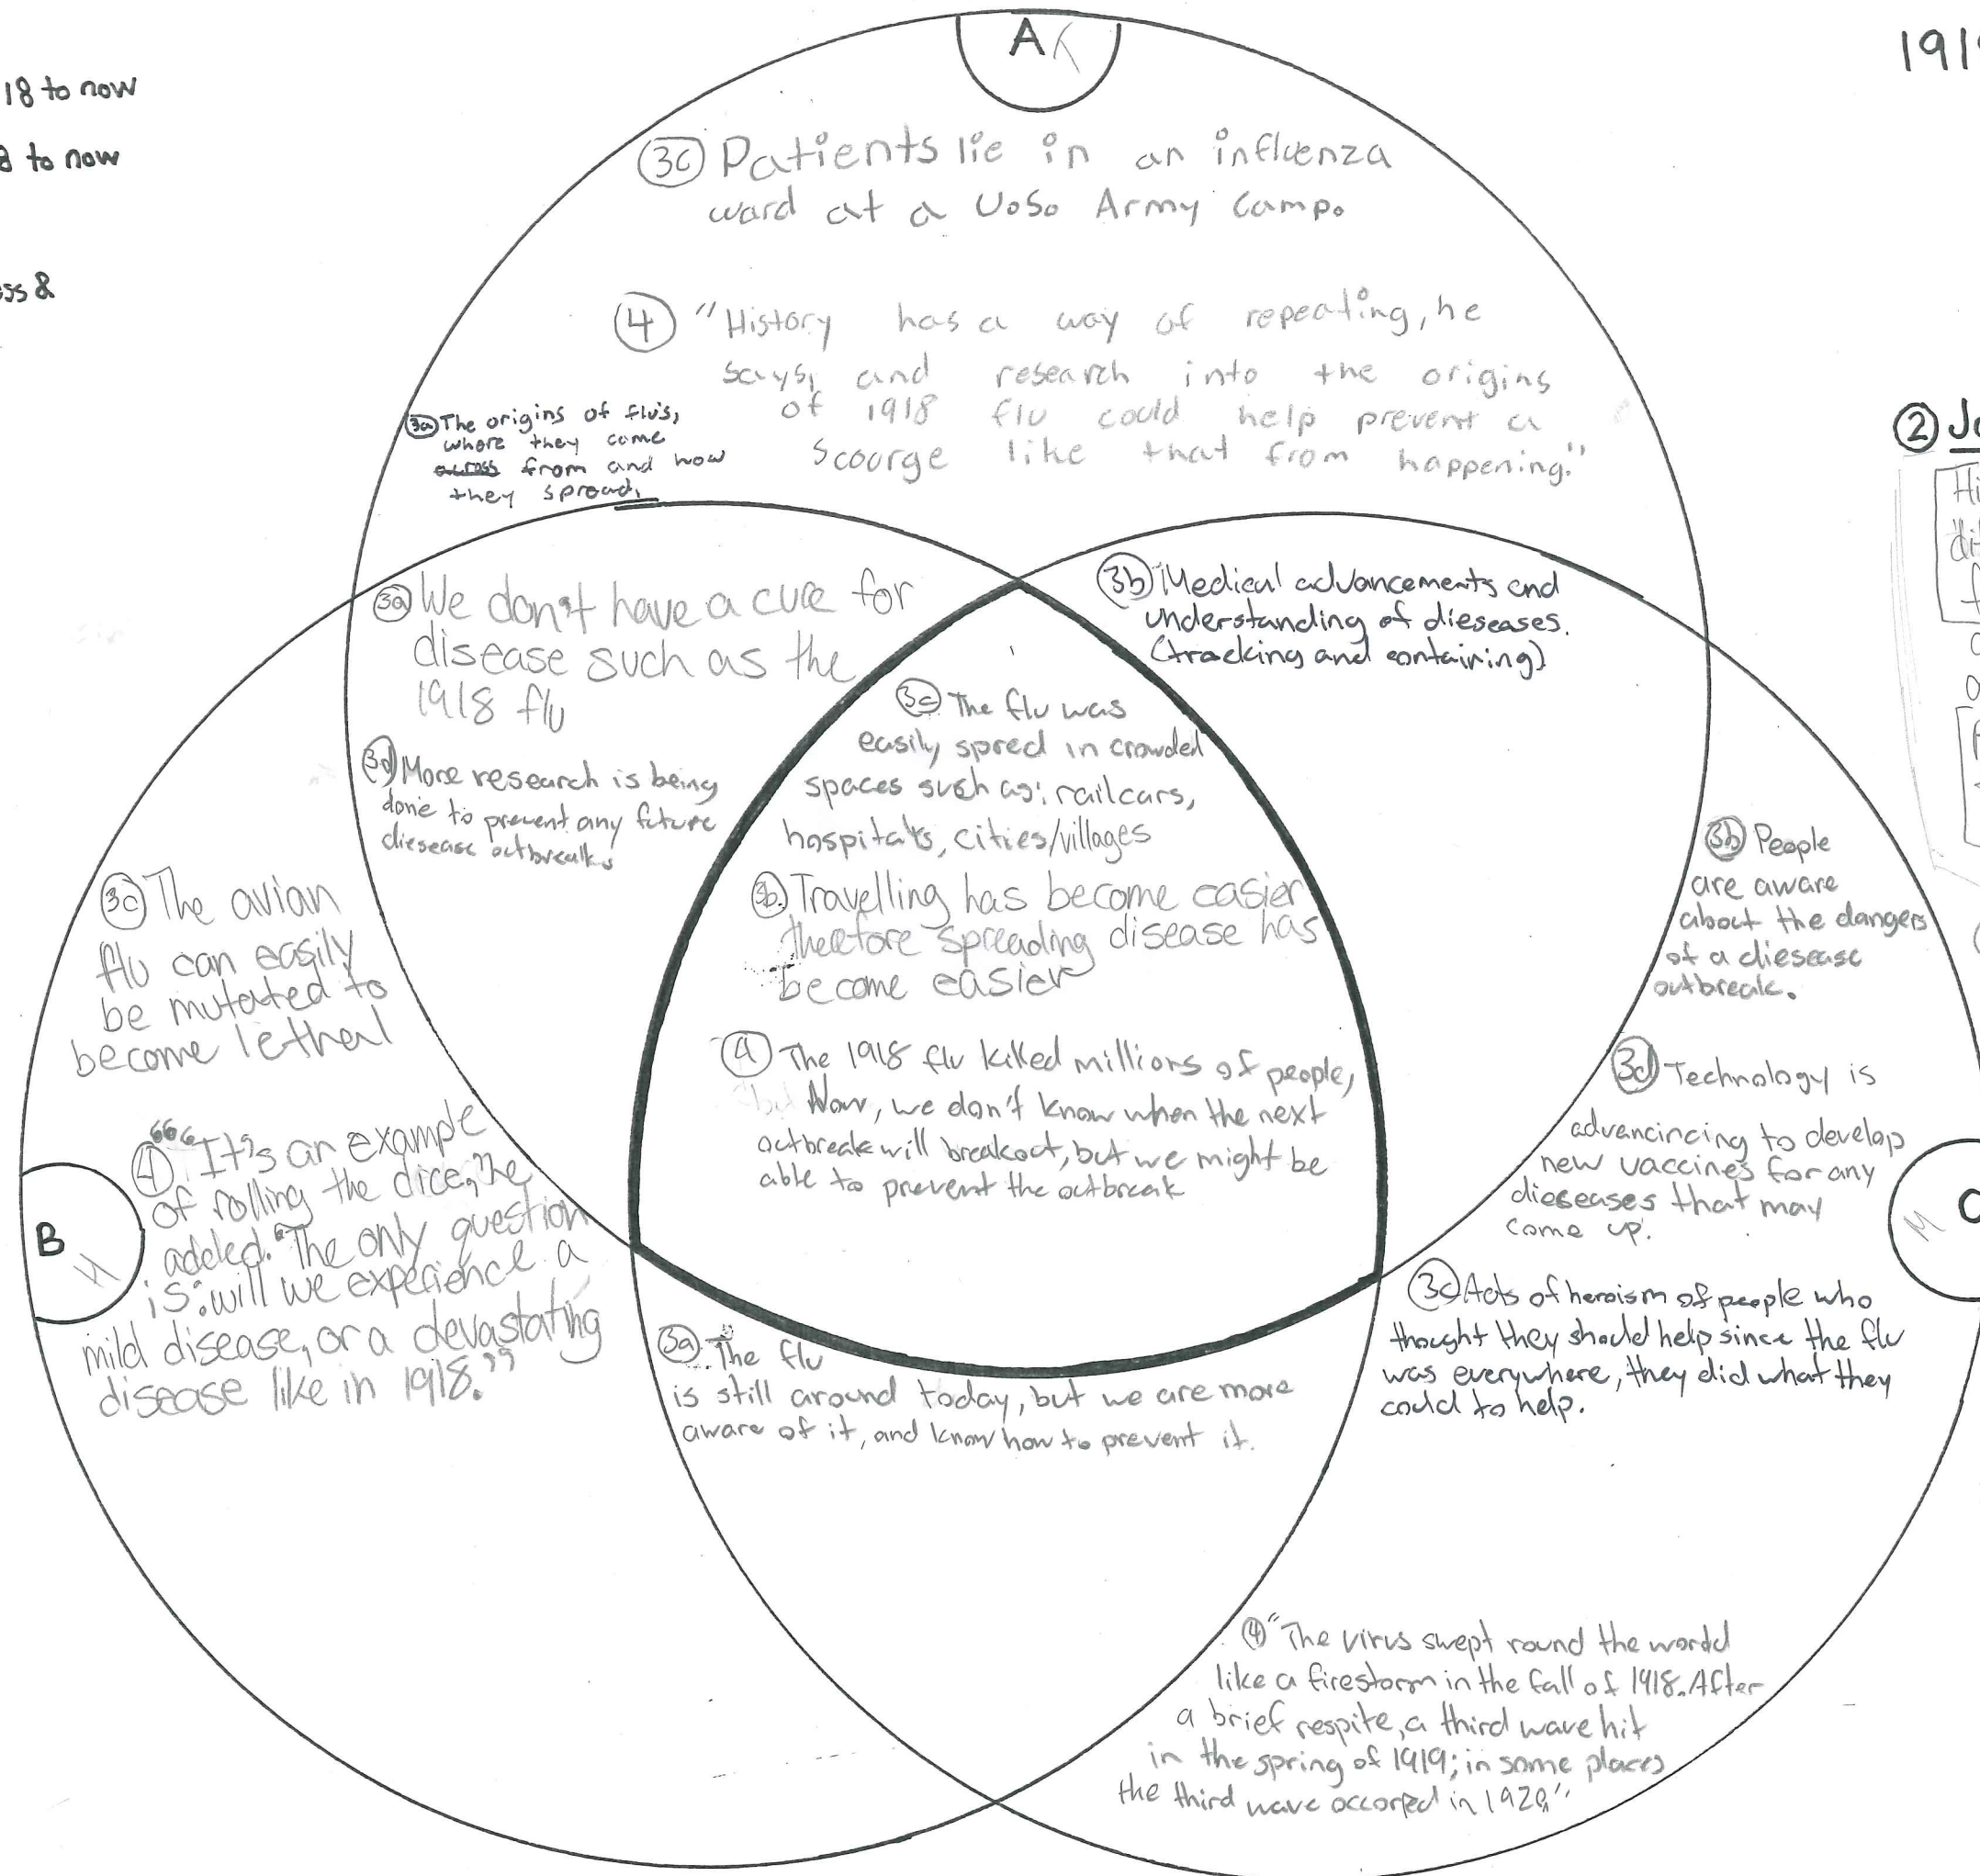 18 to now
8 to now
ss &
A K
191
3c Patients lie in an influenza
ward at a U.S. Army Camp.
4 "History has a way of repeating, he
says, and research into the origins
of 1918 flu could help prevent a
scourge like that from happening."
3a The origins of flu's,
where they came
across from and how
they spread.
2 Jo
Hi
di
f
3a We don't have a cure for
disease such as the
1918 flu
3d More research is being
done to prevent any future
diesease outbreaks
3b Medical advancements and
understanding of dieseases.
(tracking and containing)
3c The flu was
easily spred in crowded
spaces such as: railcars,
hospitals, cities/villages
3b. Travelling has become easier
therefore spreading disease has
become easier
4 The 1918 flu killed millions of people,
but Now, we don't know when the next
outbreak will breakout, but we might be
able to prevent the outbreak
3c The avian
flu can easily
be mutated to
become lethal
B H
4 "It's an example
of rolling the dice," he
added. "The only question
is: will we experience a
mild disease, or a devastating
disease like in 1918."
3a. The flu
is still around today, but we are more
aware of it, and know how to prevent it.
3b People
are aware
about the dangers
of a diesease
outbreak.
3d Technology is
advancincing to develop
new vaccines for any
dieseases that may
come up.
M C
3c Acts of heroism of people who
thought they should help since the flu
was everywhere, they did what they
could to help.
4 "The virus swept round the world
like a firestorm in the fall of 1918. After
a brief respite, a third wave hit
in the spring of 1919; in some places
the third wave occorred in 1920."